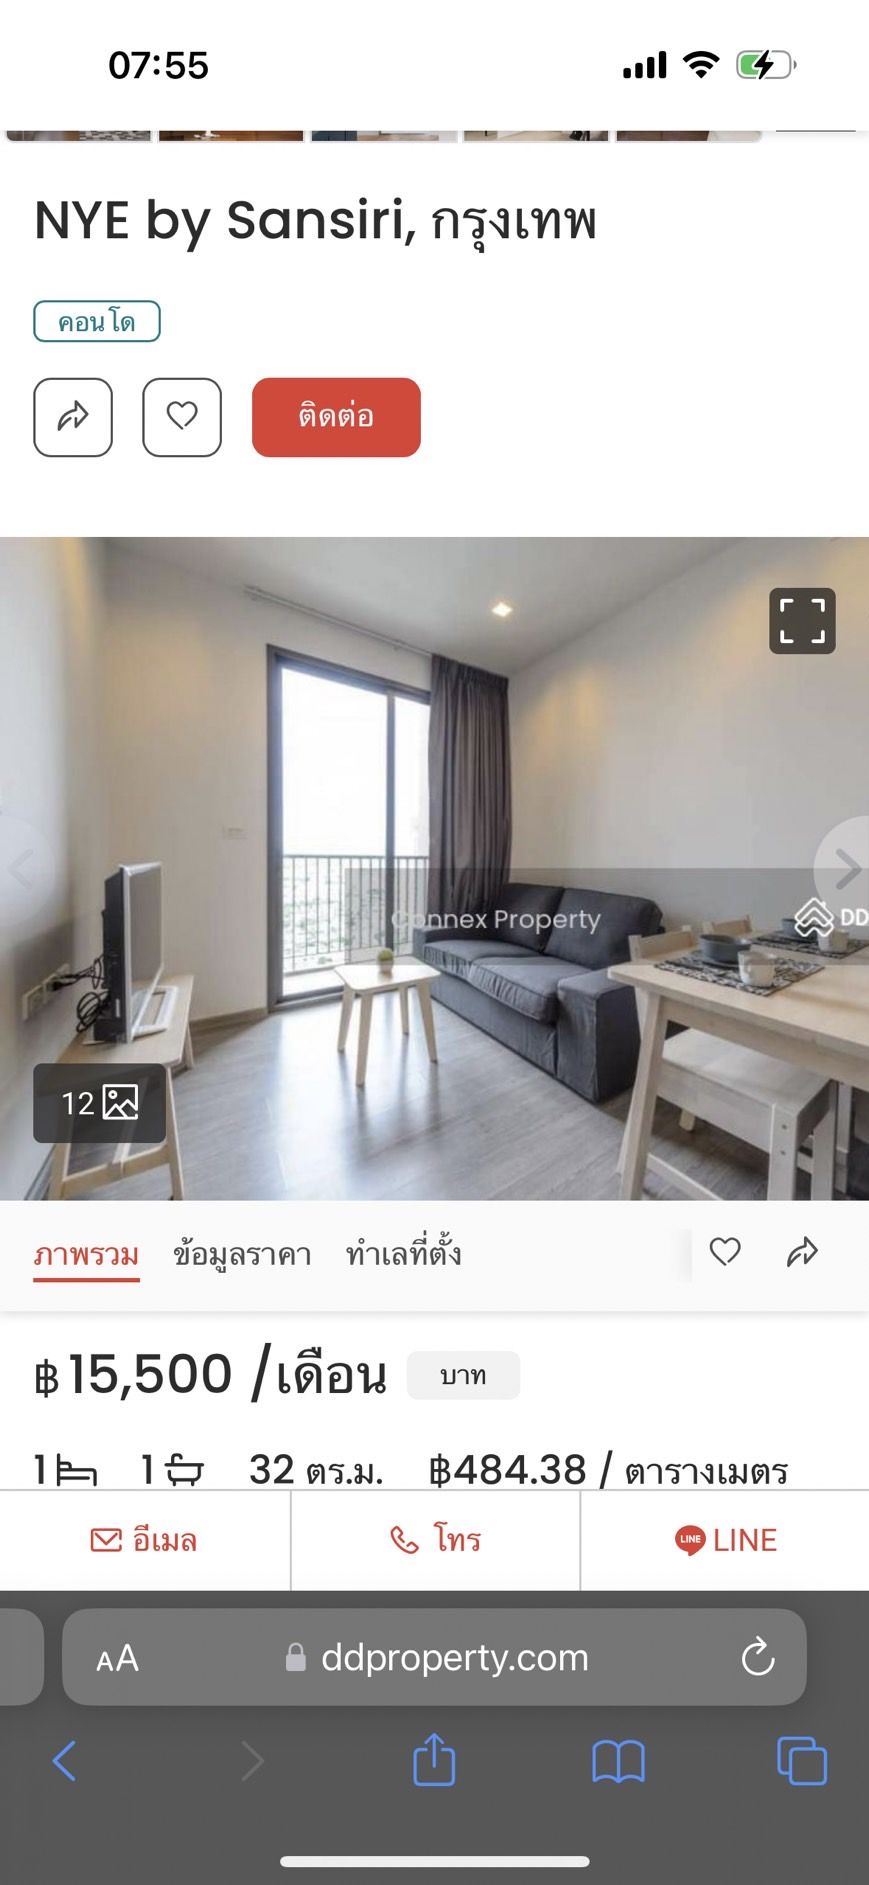 07:55
NYE by Sansiri, กรุงเทพ
คอนโด
ติดต่อ
Connex Property
DD
12
ภาพรวม ข้อมูลราคา ทำเลที่ตั้ง
฿15,500 /เดือน บาท
1 1 32 ตร.ม. ฿484.38 / ตารางเมตร
อีเมล โทร LINE LINE
AA ddproperty.com